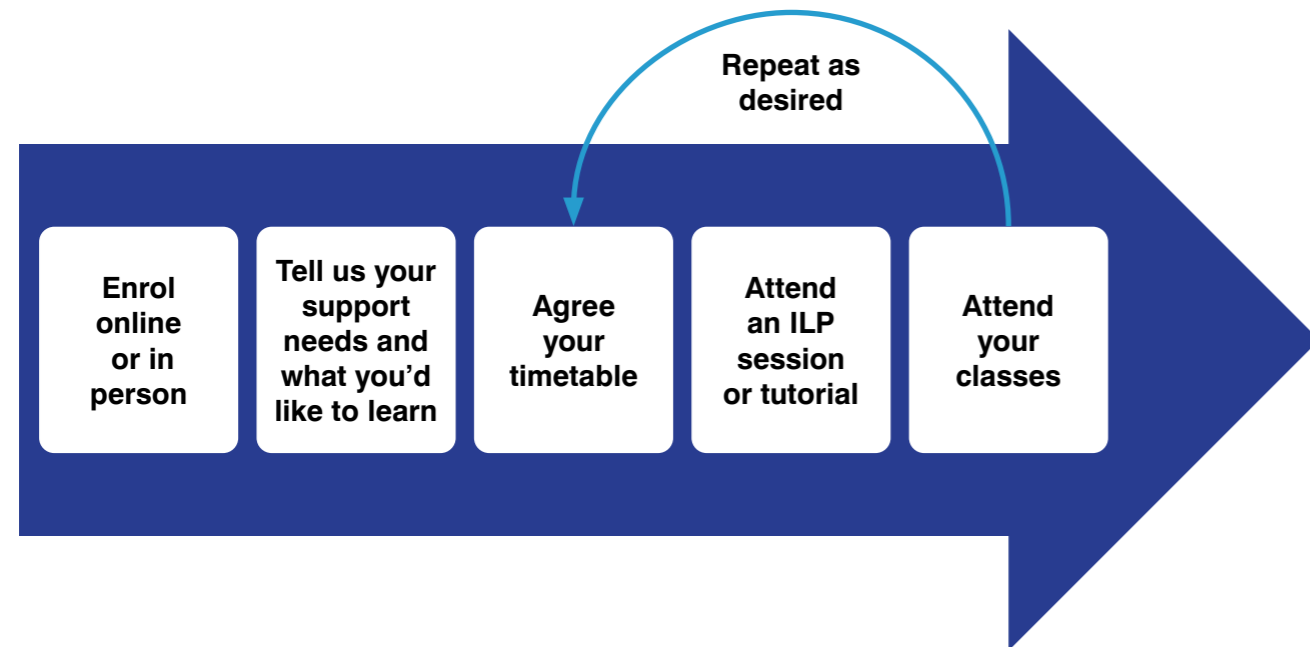 Repeat as
desired
Enrol
online
or in
person
Tell us your
support
needs and
what you’d
like to learn
Agree
your
timetable
Attend
an ILP
session
or tutorial
Attend
your
classes